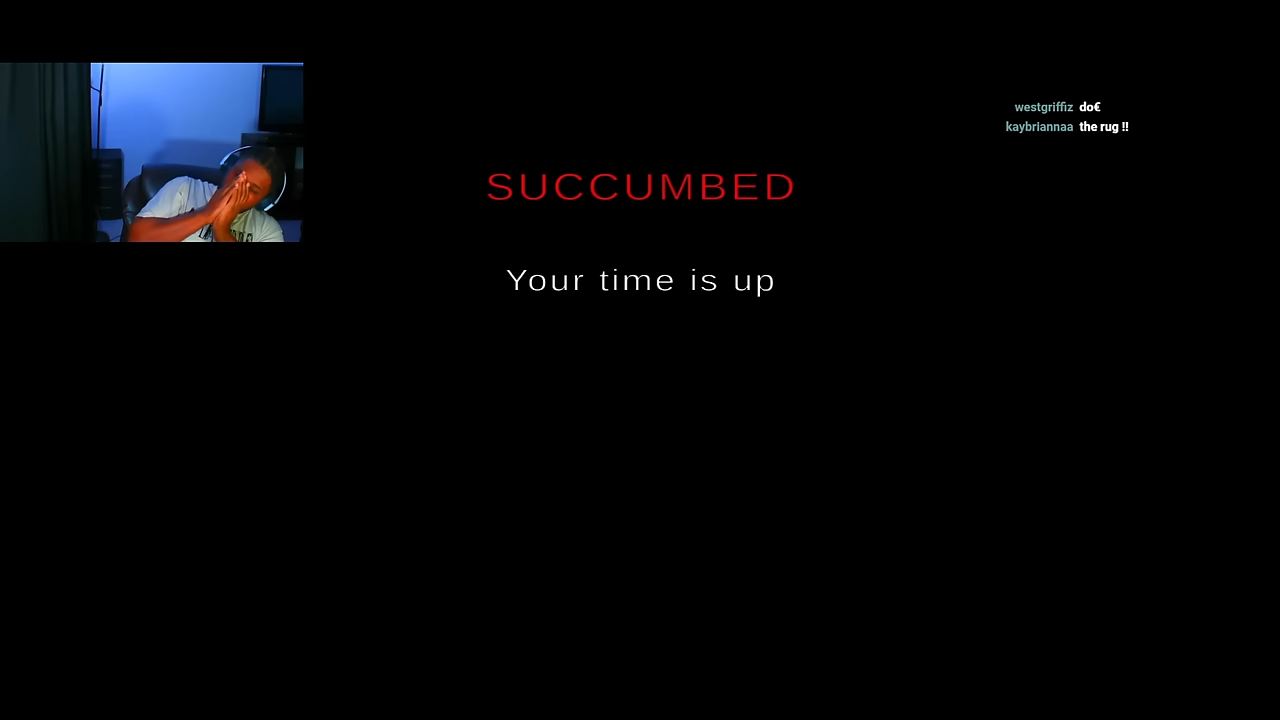 westgriffiz do€
kaybriannaa the rug !!
SUCCUMBED
Your time is up